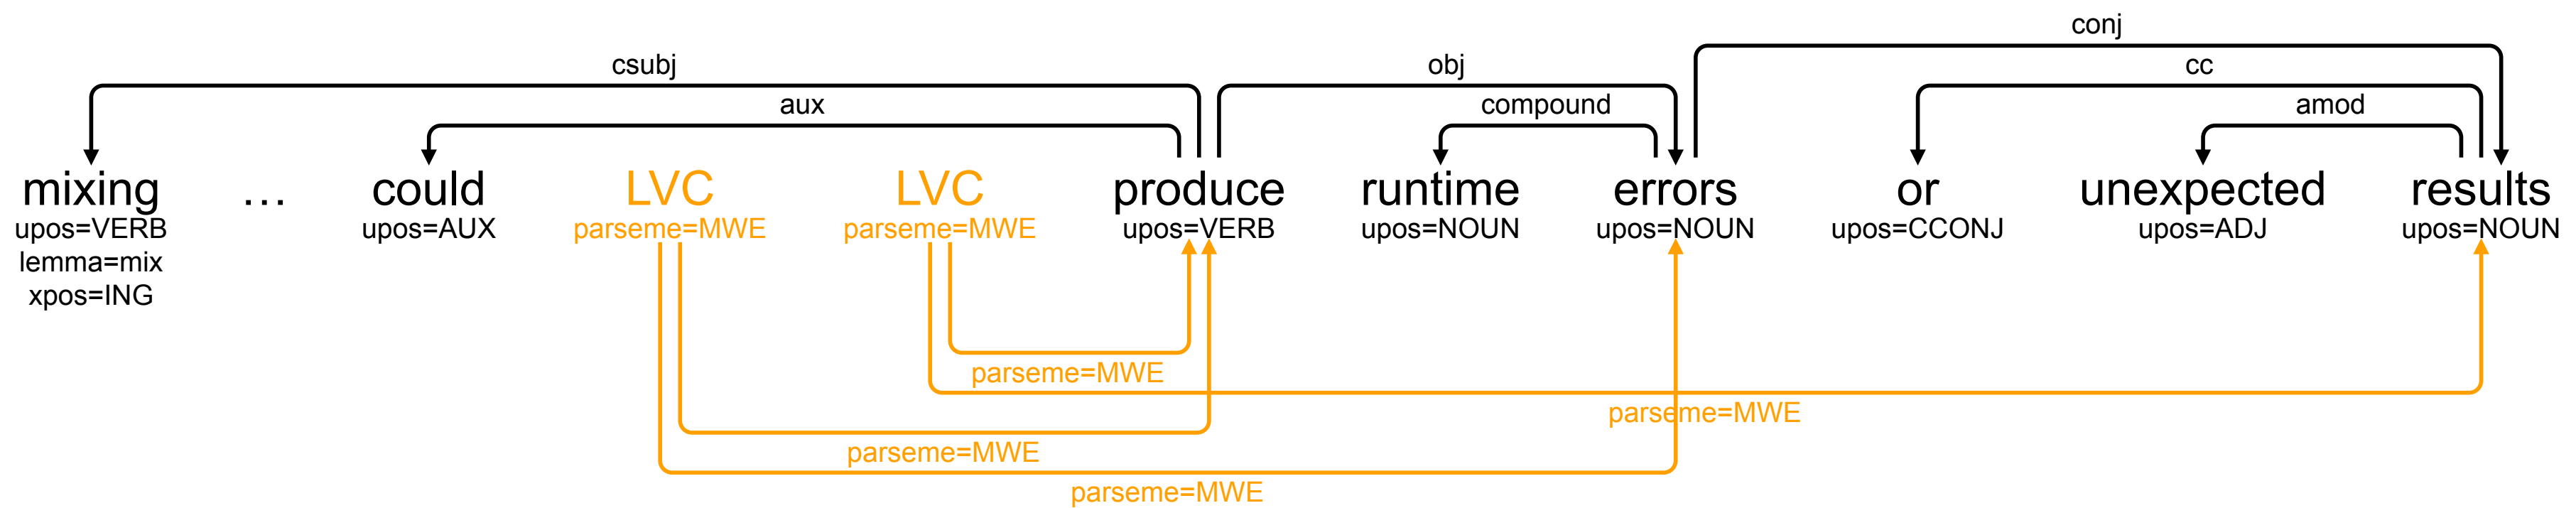 conj
csubj obj cc
aux compound amod
mixing … could LVC LVC produce runtime errors or unexpected results
upos=VERB upos=AUX parseme=MWE parseme=MWE upos=VERB upos=NOUN upos=NOUN upos=CCONJ upos=ADJ upos=NOUN
lemma=mix
xpos=ING
parseme=MWE
parseme=MWE
parseme=MWE
parseme=MWE